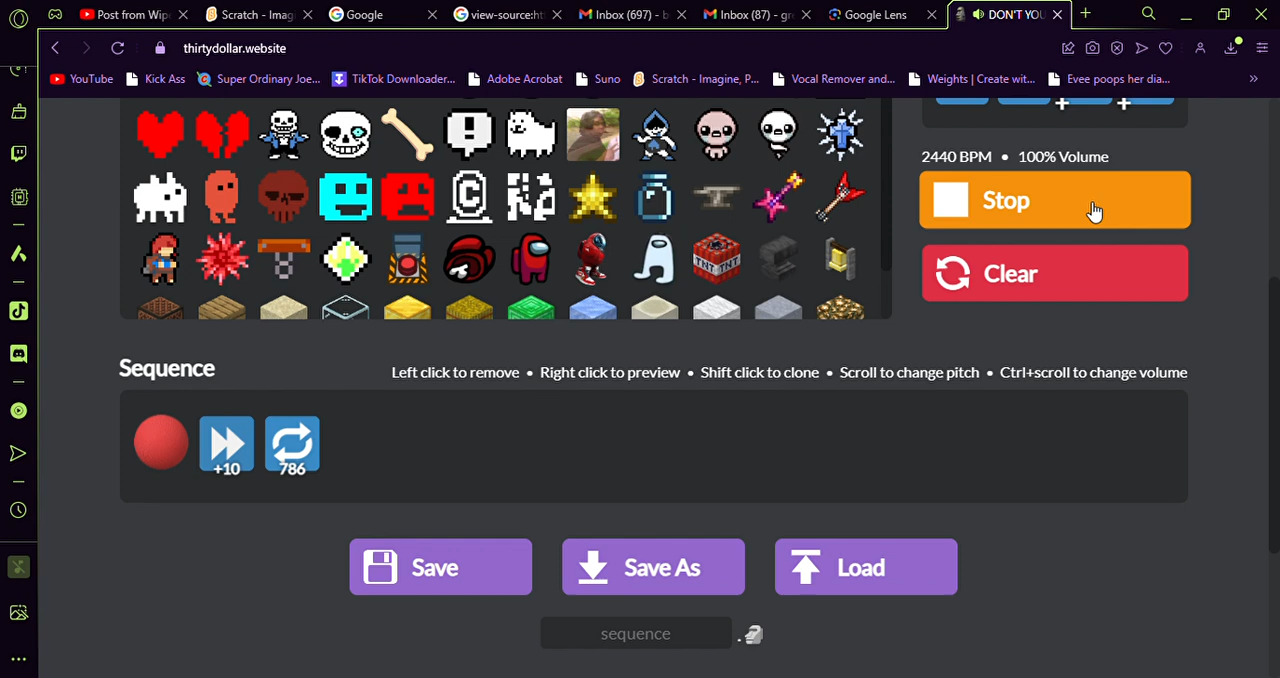 Post from Wipe
Scratch - Imag
Google
view-source:ht
Inbox (697) - b
Inbox (87) - gr
Google Lens
DON'T YOU
thirtydollar.website
YouTube
Kick Ass
Super Ordinary Joe...
TikTok Downloader...
Adobe Acrobat
Suno
Scratch - Imagine, P...
Vocal Remover and...
Weights | Create wit...
Evee poops her dia...
2440 BPM • 100% Volume
Stop
TNT TNT
Clear
Sequence
Left click to remove • Right click to preview • Shift click to clone • Scroll to change pitch • Ctrl+scroll to change volume
+10
786
Save
Save As
Load
sequence
.